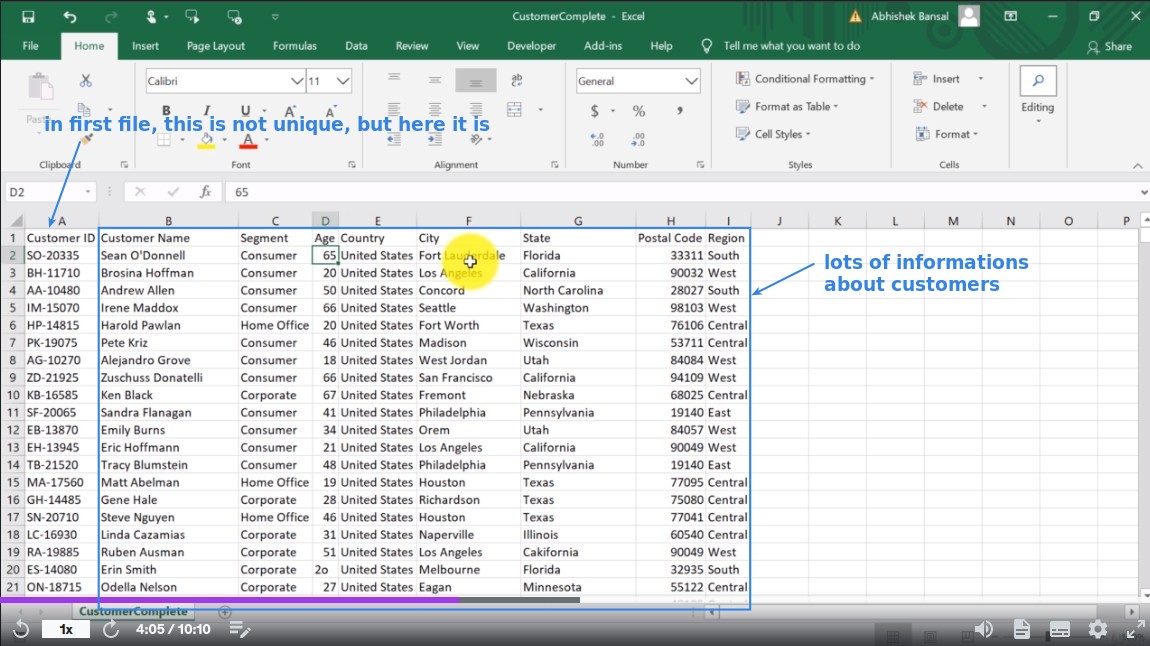 CustomerComplete - Excel
Abhishek Bansal
File Home Insert Page Layout Formulas Data Review View Developer Add-ins Help Tell me what you want to do Share
Calibri 11 General Conditional Formatting Insert
B I U $ % , Format as Table Delete Editing
in first file, this is not unique, but here it is
Cell Styles Format
Clipboard Font Alignment Number Styles Cells
D2 fx 65
A B C D E F G H I J K L M N O P
1 Customer ID Customer Name Segment Age Country City State Postal Code Region
2 SO-20335 Sean O'Donnell Consumer 65 United States Fort Lauderdale Florida 33311 South
3 BH-11710 Brosina Hoffman Consumer 20 United States Los Angeles California 90032 West
4 AA-10480 Andrew Allen Consumer 50 United States Concord North Carolina 28027 South
5 IM-15070 Irene Maddox Consumer 66 United States Seattle Washington 98103 West
6 HP-14815 Harold Pawlan Home Office 20 United States Fort Worth Texas 76106 Central
7 PK-19075 Pete Kriz Consumer 46 United States Madison Wisconsin 53711 Central
8 AG-10270 Alejandro Grove Consumer 18 United States West Jordan Utah 84084 West
9 ZD-21925 Zuschuss Donatelli Consumer 66 United States San Francisco California 94109 West
10 KB-16585 Ken Black Corporate 67 United States Fremont Nebraska 68025 Central
11 SF-20065 Sandra Flanagan Consumer 41 United States Philadelphia Pennsylvania 19140 East
12 EB-13870 Emily Burns Consumer 34 United States Orem Utah 84057 West
13 EH-13945 Eric Hoffmann Consumer 21 United States Los Angeles California 90049 West
14 TB-21520 Tracy Blumstein Consumer 48 United States Philadelphia Pennsylvania 19140 East
15 MA-17560 Matt Abelman Home Office 19 United States Houston Texas 77095 Central
16 GH-14485 Gene Hale Corporate 28 United States Richardson Texas 75080 Central
17 SN-20710 Steve Nguyen Home Office 46 United States Houston Texas 77041 Central
18 LC-16930 Linda Cazamias Corporate 31 United States Naperville Illinois 60540 Central
19 RA-19885 Ruben Ausman Corporate 51 United States Los Angeles Cakifornia 90049 West
20 ES-14080 Erin Smith Corporate 2o United States Melbourne Florida 32935 South
21 ON-18715 Odella Nelson Corporate 27 United States Eagan Minnesota 55122 Central
lots of informations
about customers
CustomerComplete
1x 4:05 / 10:10